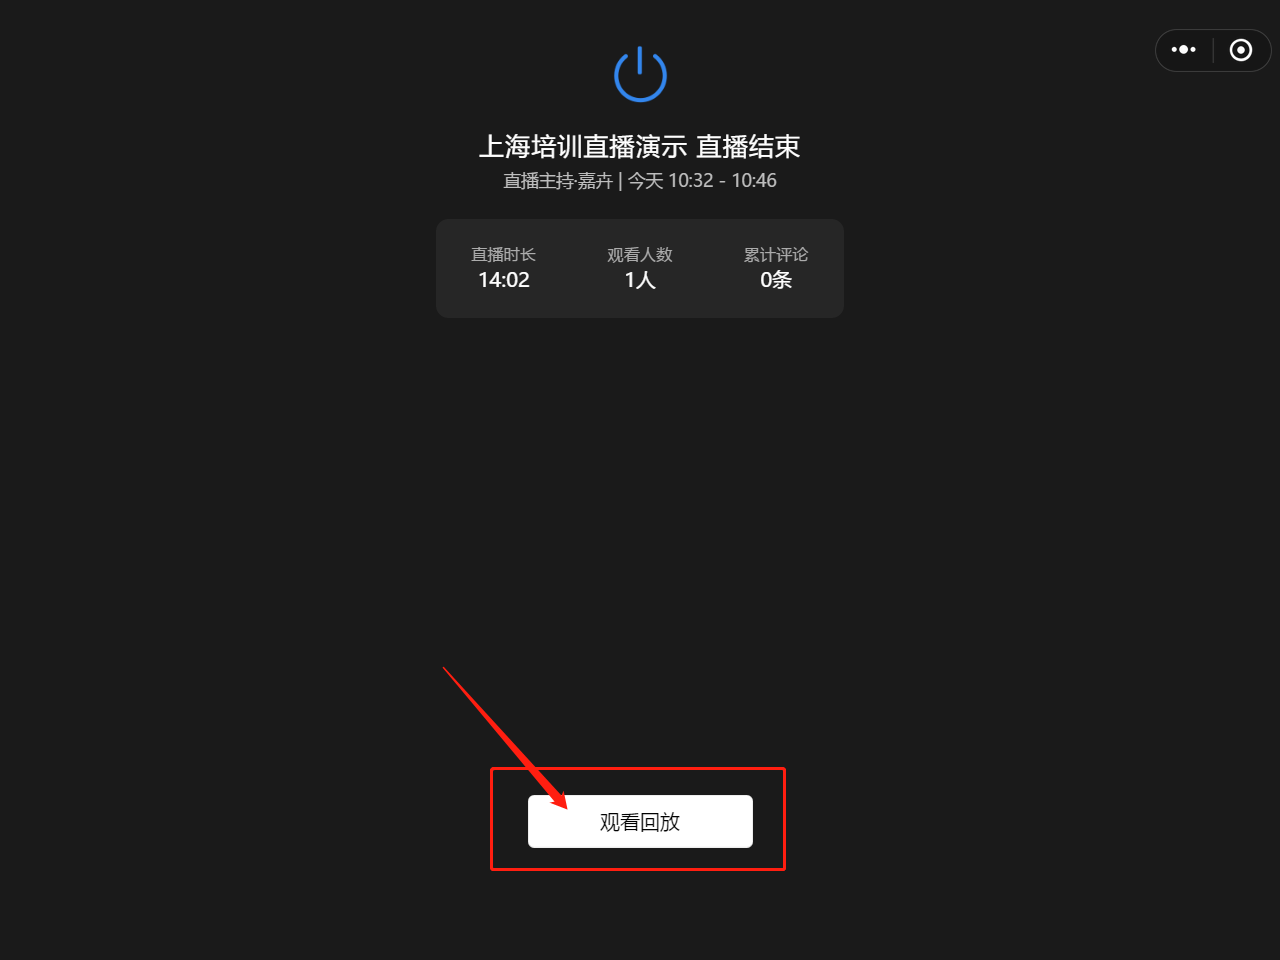 上海培训直播演示 直播结束
直播主持·嘉卉 | 今天 10:32 - 10:46
直播时长 观看人数 累计评论
14:02 1人 0条
观看回放